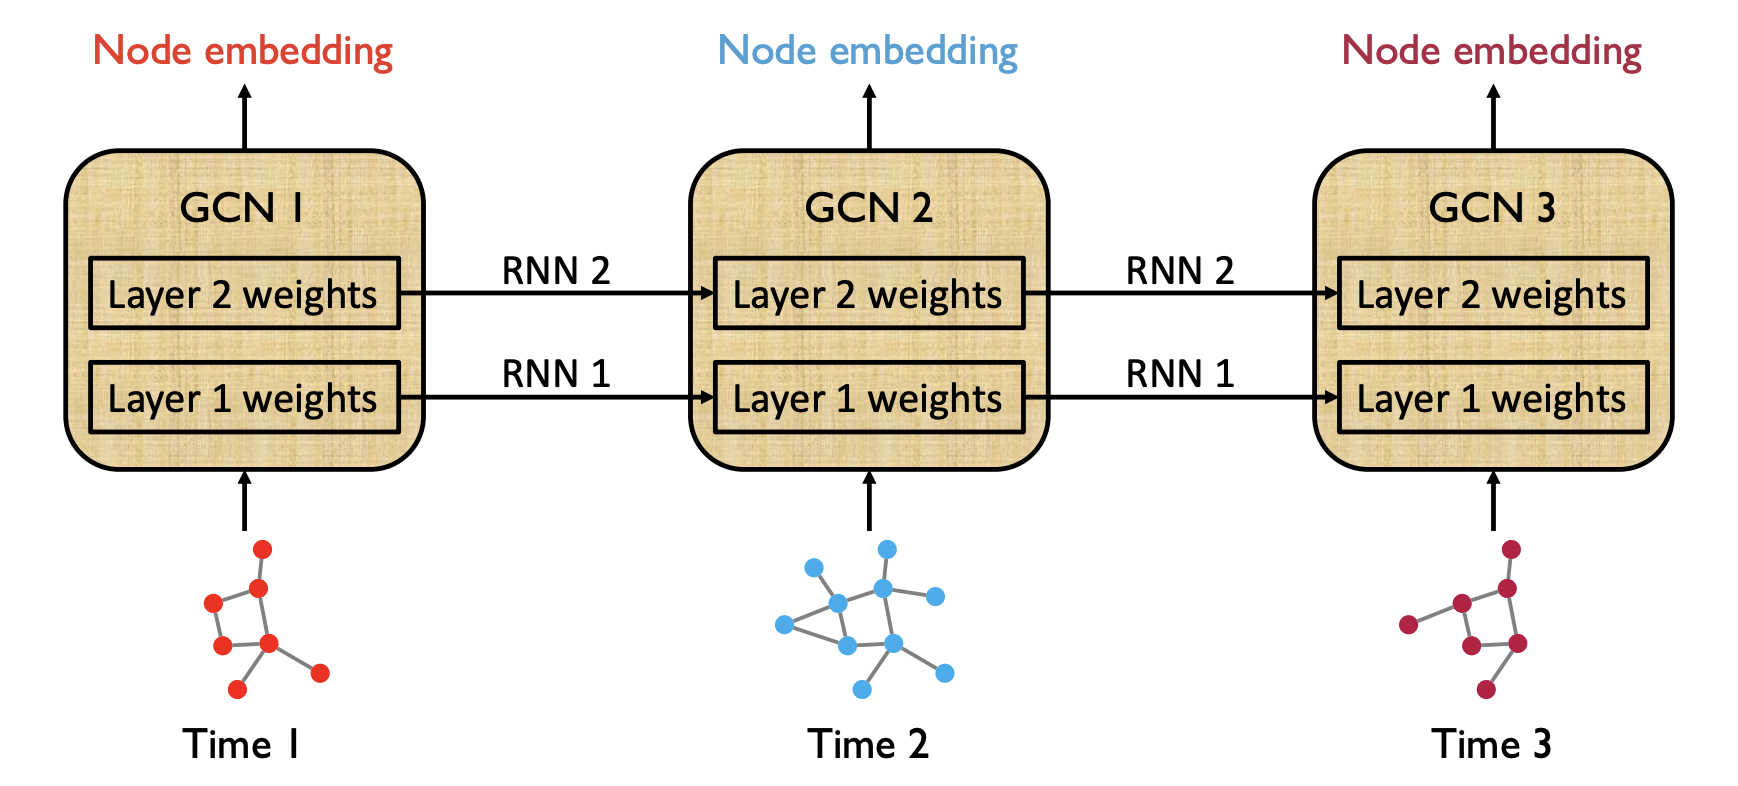 Node embedding
Node embedding
Node embedding
GCN 1
GCN 2
GCN 3
Layer 2 weights
RNN 2
Layer 2 weights
RNN 2
Layer 2 weights
Layer 1 weights
RNN 1
Layer 1 weights
RNN 1
Layer 1 weights
Time 1
Time 2
Time 3